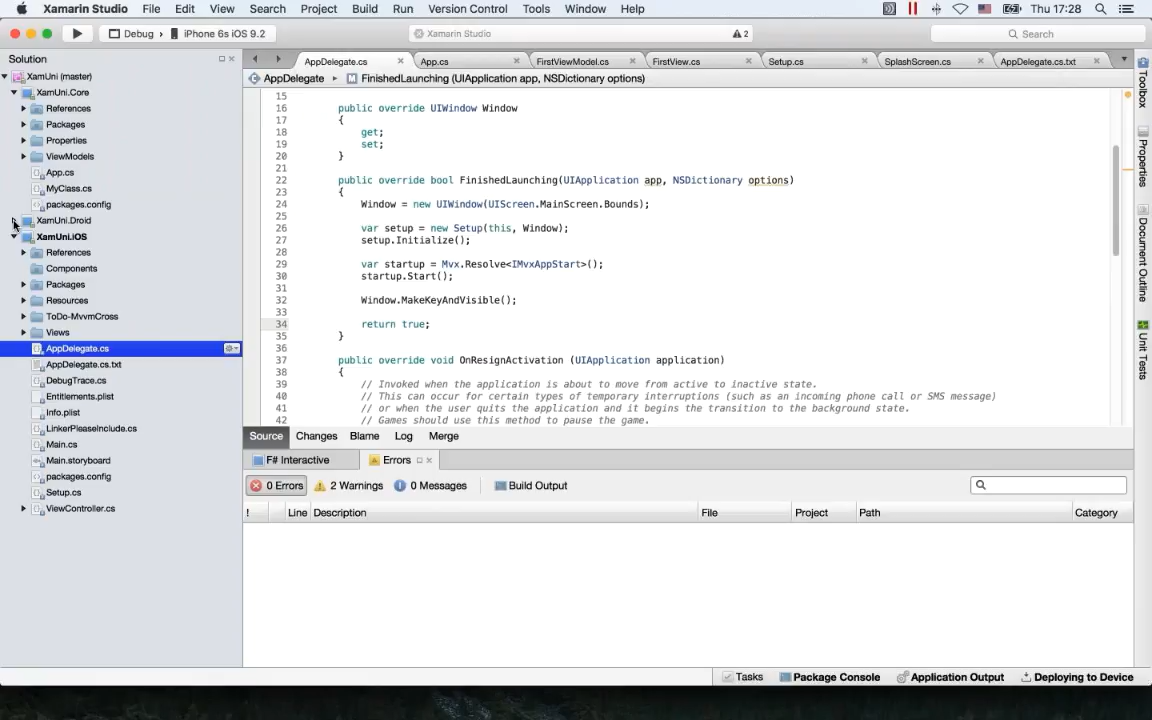 Xamarin Studio File Edit View Search Project Build Run Version Control Tools Window Help Thu 17:28
Debug iPhone 6s iOS 9.2 Xamarin Studio 2 Search
Solution
XamUni (master)
XamUni.Core
References
Packages
Properties
ViewModels
App.cs
MyClass.cs
packages.config
XamUni.Droid
XamUni.iOS
References
Components
Packages
Resources
ToDo-MvvmCross
Views
AppDelegate.cs
AppDelegate.cs.txt
DebugTrace.cs
Entitlements.plist
Info.plist
LinkerPleaseInclude.cs
Main.cs
Main.storyboard
packages.config
Setup.cs
ViewController.cs
AppDelegate.cs App.cs FirstViewModel.cs FirstView.cs Setup.cs SplashScreen.cs AppDelegate.cs.txt
AppDelegate FinishedLaunching (UIApplication app, NSDictionary options)
15
16 public override UIWindow Window
17 {
18 get;
19 set;
20 }
21
22 public override bool FinishedLaunching(UIApplication app, NSDictionary options)
23 {
24 Window = new UIWindow(UIScreen.MainScreen.Bounds);
25
26 var setup = new Setup(this, Window);
27 setup.Initialize();
28
29 var startup = Mvx.Resolve<IMvxAppStart>();
30 startup.Start();
31
32 Window.MakeKeyAndVisible();
33
34 return true;
35 }
36
37 public override void OnResignActivation (UIApplication application)
38 {
39 // Invoked when the application is about to move from active to inactive state.
40 // This can occur for certain types of temporary interruptions (such as an incoming phone call or SMS message)
41 // or when the user quits the application and it begins the transition to the background state.
42 // Games should use this method to pause the game.
Source Changes Blame Log Merge
F# Interactive Errors
0 Errors 2 Warnings 0 Messages Build Output
! Line Description File Project Path Category
Tasks Package Console Application Output Deploying to Device
Toolbox
Properties
Document Outline
Unit Tests